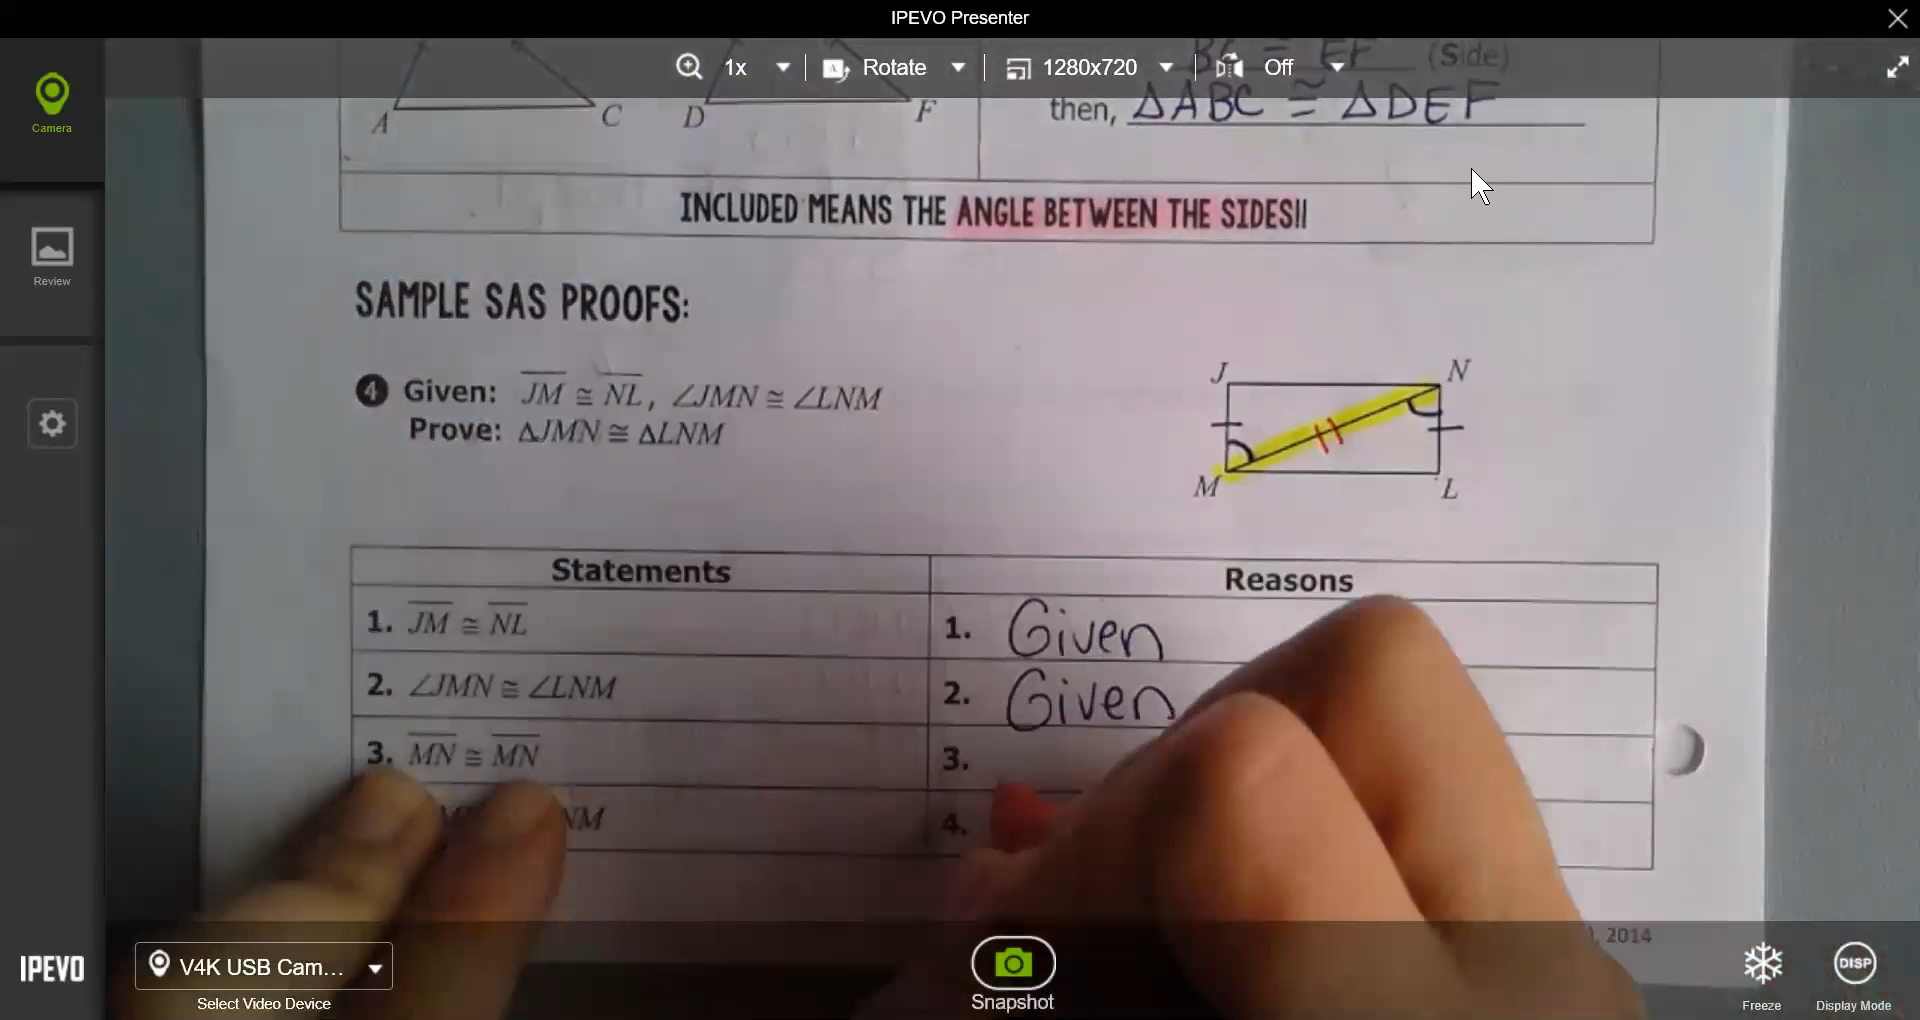 IPEVO Presenter
1x Rotate 1280x720 Off
Camera
BC ≅ EF (Side)
A C D F
then, ΔABC ≅ ΔDEF
INCLUDED MEANS THE ANGLE BETWEEN THE SIDES!!
Review
SAMPLE SAS PROOFS:
4 Given: JM ≅ NL, ∠JMN ≅ ∠LNM
Prove: ΔJMN ≅ ΔLNM
J N
M L
Statements Reasons
1. JM ≅ NL 1. Given
2. ∠JMN ≅ ∠LNM 2. Given
3. MN ≅ MN 3.
NM 4.
, 2014
IPEVO
V4K USB Cam...
Select Video Device
Snapshot
Freeze
DISP
Display Mode